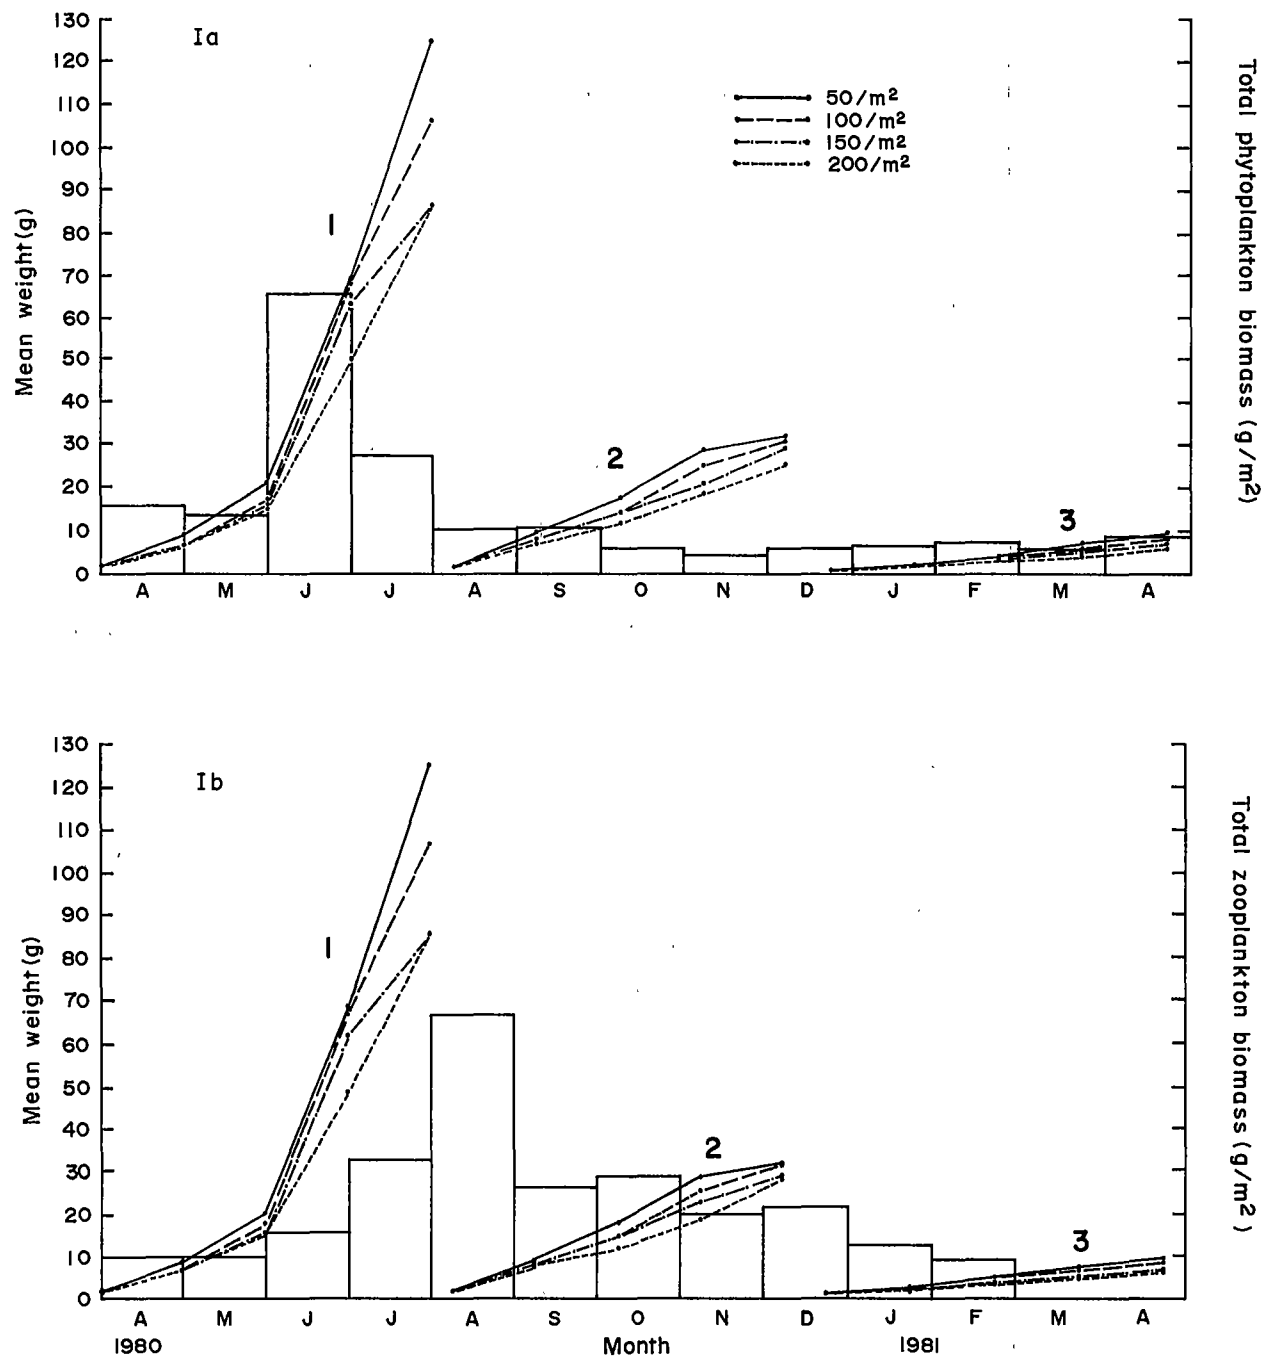 Ia
130
120
110
100
90
80
70
60
50
40
30
20
10
0
Mean weight (g)
Total phytoplankton biomass (g/m²)
50/m²
100/m²
150/m²
200/m²
1
2
3
A M J J A S O N D J F M A
Ib
130
120
110
100
90
80
70
60
50
40
30
20
10
0
Mean weight (g)
Total zooplankton biomass (g/m²)
1
2
3
A M J J A S O N D J F M A
1980 Month 1981